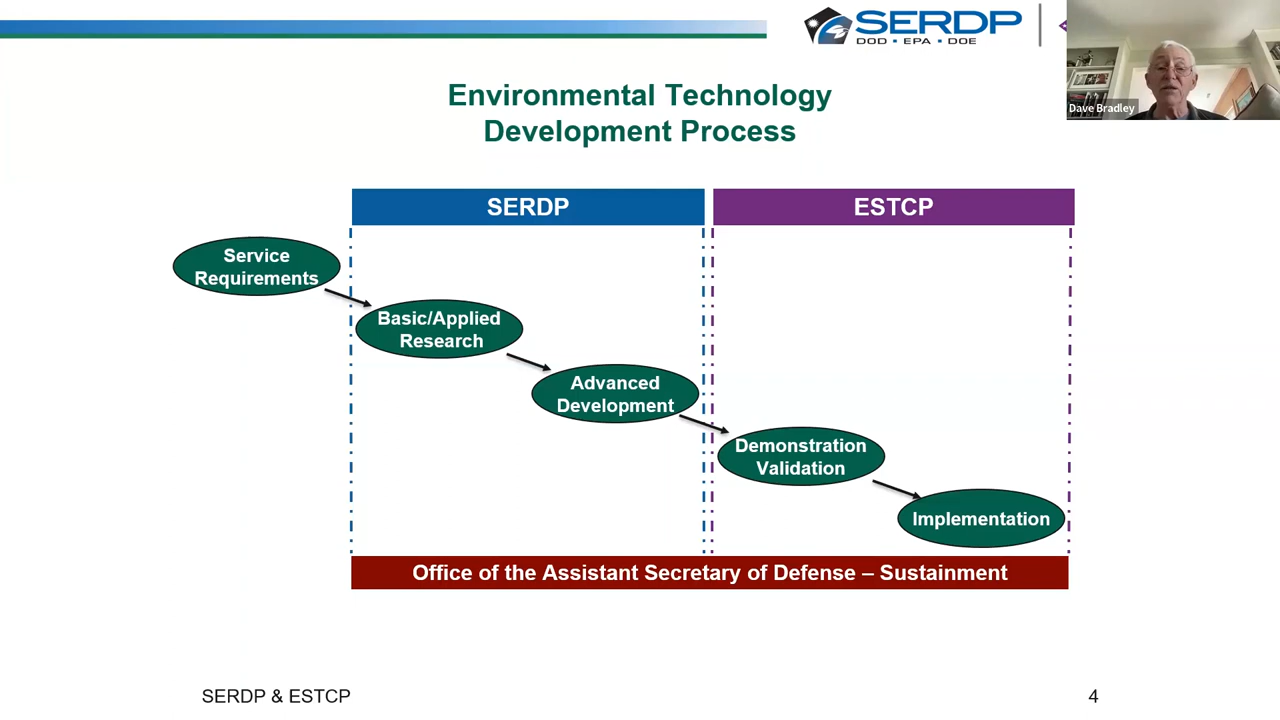 SERDP
DOD • EPA • DOE
Dave Bradley
Environmental Technology
Development Process
SERDP
ESTCP
Service
Requirements
Basic/Applied
Research
Advanced
Development
Demonstration
Validation
Implementation
Office of the Assistant Secretary of Defense – Sustainment
SERDP & ESTCP
4